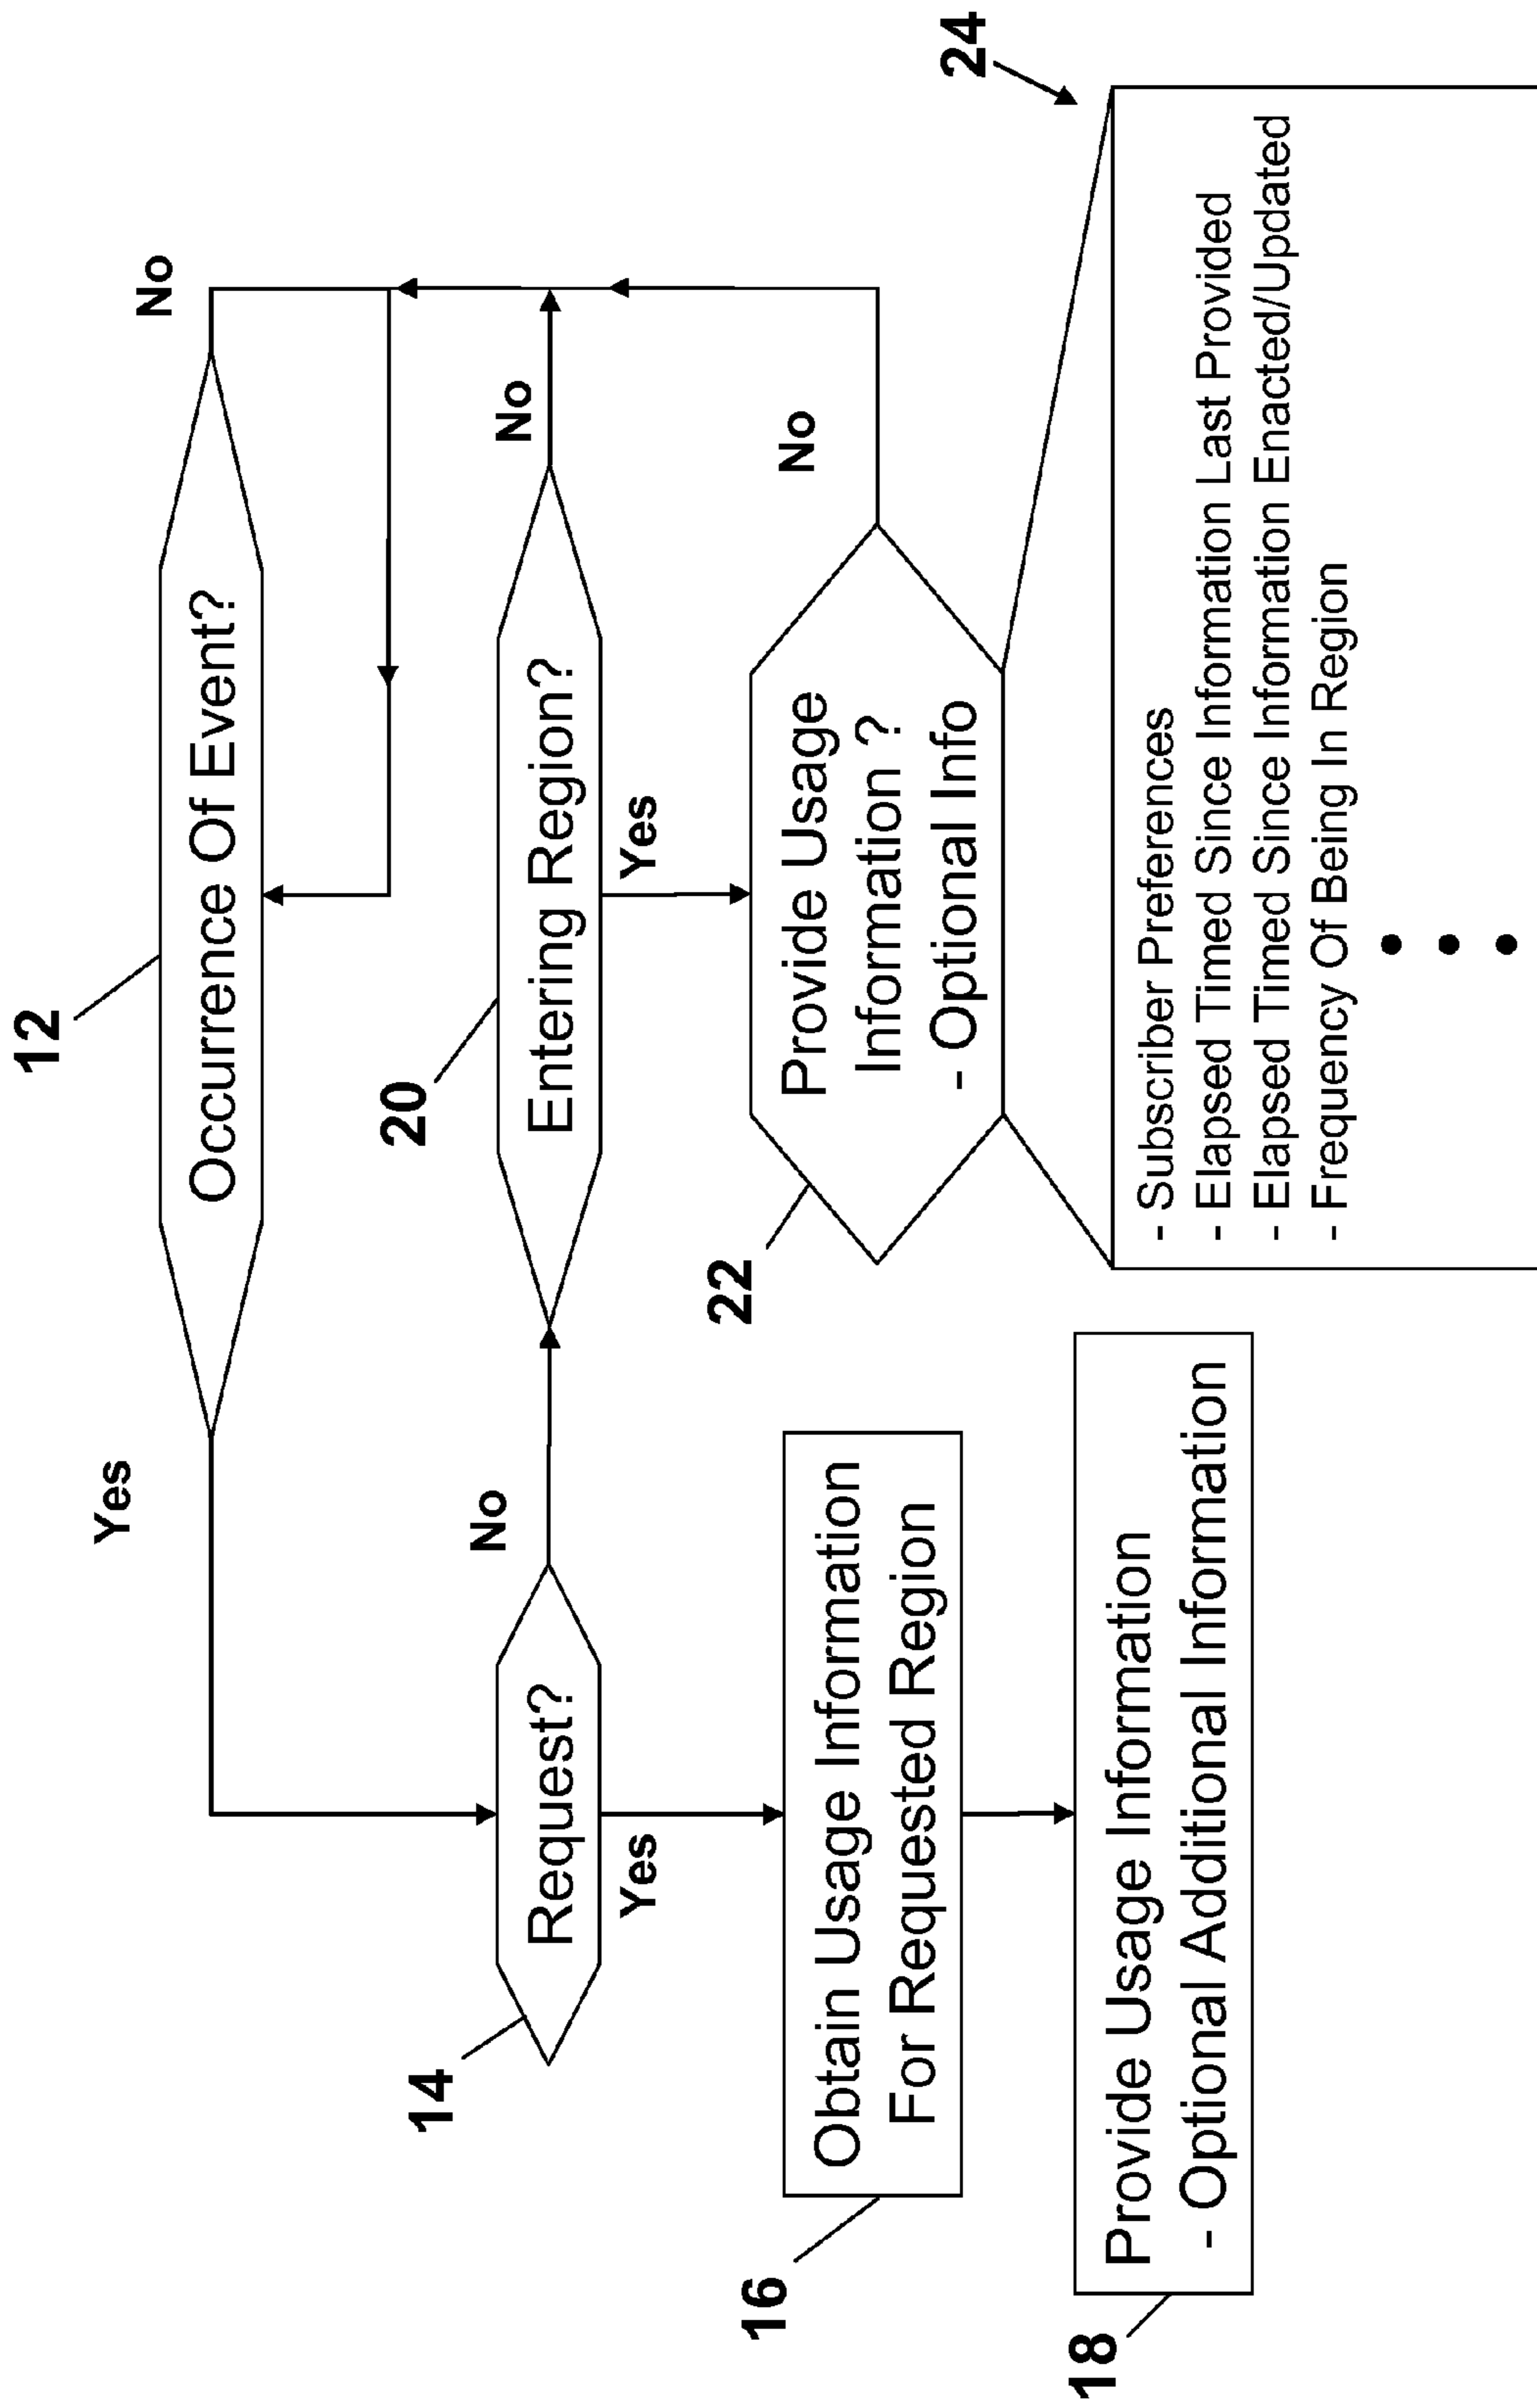 12
Occurrence Of Event?
Yes
No
14
Request?
No
Yes
20
Entering Region?
No
Yes
16
Obtain Usage Information
For Requested Region
22
Provide Usage
Information ?
- Optional Info
No
18
Provide Usage Information
- Optional Additional Information
24
- Subscriber Preferences
- Elapsed Timed Since Information Last Provided
- Elapsed Timed Since Information Enacted/Updated
- Frequency Of Being In Region